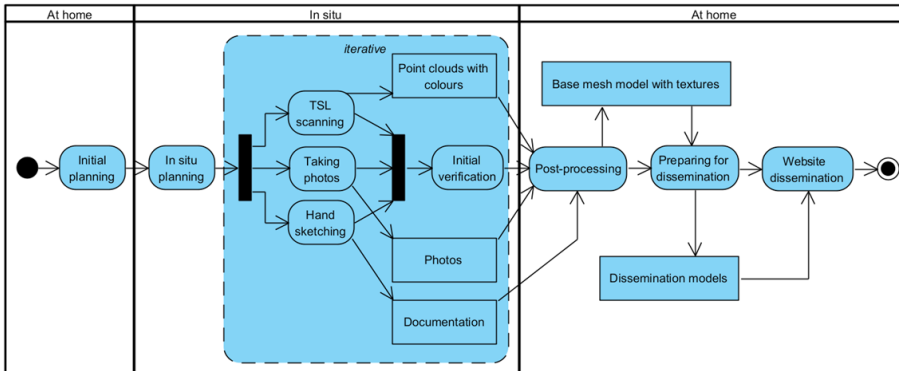 At home
In situ
At home
iterative
Point clouds with
colours
Base mesh model with textures
TSL
scanning
Initial
planning
In situ
planning
Taking
photos
Initial
verification
Post-processing
Preparing for
dissemination
Website
dissemination
Hand
sketching
Photos
Dissemination models
Documentation